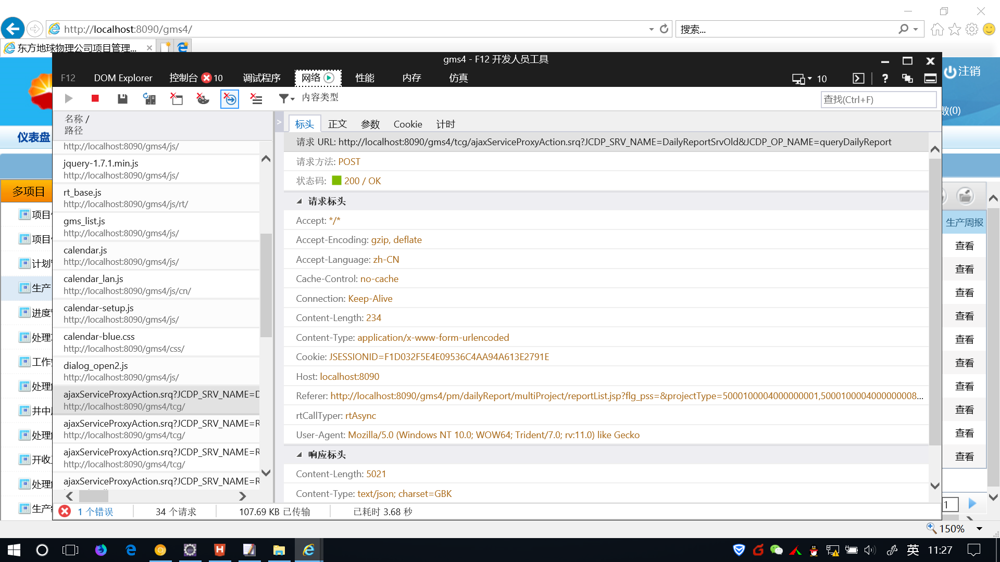 http://localhost:8090/gms4/
搜索...
东方地球物理公司项目管理...
gms4 - F12 开发人员工具
F12
DOM Explorer
控制台 10
调试程序
网络
性能
内存
仿真
10
注销
内容类型
查找(Ctrl+F)
数(0)
名称 /
路径
标头
正文
参数
Cookie
计时
仪表盘
http://localhost:8090/gms4/js/
jquery-1.7.1.min.js
http://localhost:8090/gms4/js/
rt_base.js
http://localhost:8090/gms4/js/rt/
gms_list.js
http://localhost:8090/gms4/js/
calendar.js
http://localhost:8090/gms4/js/
calendar_lan.js
http://localhost:8090/gms4/js/cn/
calendar-setup.js
http://localhost:8090/gms4/js/
calendar-blue.css
http://localhost:8090/gms4/css/
dialog_open2.js
http://localhost:8090/gms4/js/
ajaxServiceProxyAction.srq?JCDP_SRV_NAME=D
http://localhost:8090/gms4/tcg/
ajaxServiceProxyAction.srq?JCDP_SRV_NAME=R
http://localhost:8090/gms4/tcg/
ajaxServiceProxyAction.srq?JCDP_SRV_NAME=R
http://localhost:8090/gms4/tcg/
ajaxServiceProxyAction.srq?JCDP_SRV_NAME=R
请求 URL: http://localhost:8090/gms4/tcg/ajaxServiceProxyAction.srq?JCDP_SRV_NAME=DailyReportSrvOld&JCDP_OP_NAME=queryDailyReport
请求方法: POST
状态码: 200 / OK
请求标头
Accept: */*
Accept-Encoding: gzip, deflate
Accept-Language: zh-CN
Cache-Control: no-cache
Connection: Keep-Alive
Content-Length: 234
Content-Type: application/x-www-form-urlencoded
Cookie: JSESSIONID=F1D032F5E4E09536C4AA94A613E2791E
Host: localhost:8090
Referer: http://localhost:8090/gms4/pm/dailyReport/multiProject/reportList.jsp?flg_pss=&projectType=5000100004000000001,5000100004000000008...
rtCallTyper: rtAsync
User-Agent: Mozilla/5.0 (Windows NT 10.0; WOW64; Trident/7.0; rv:11.0) like Gecko
响应标头
Content-Length: 5021
Content-Type: text/json; charset=GBK
多项目
项目
项目
计划
生产
进度
处理
工作
处理
井中
处理
开收
处理
生产
生产周报
查看
查看
查看
查看
查看
查看
查看
查看
查看
查看
1
1 个错误
34 个请求
107.69 KB 已传输
已耗时 3.68 秒
150%
英
11:27